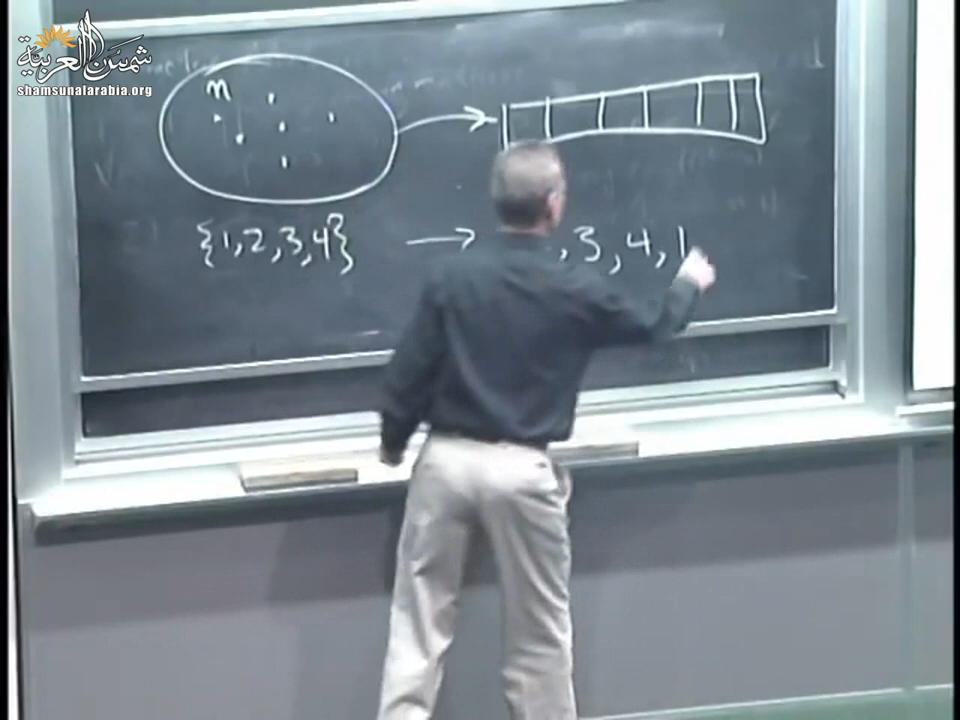 شمس العربية
shamsunalarabia.org
n
{1,2,3,4} → , 3, 4, 1